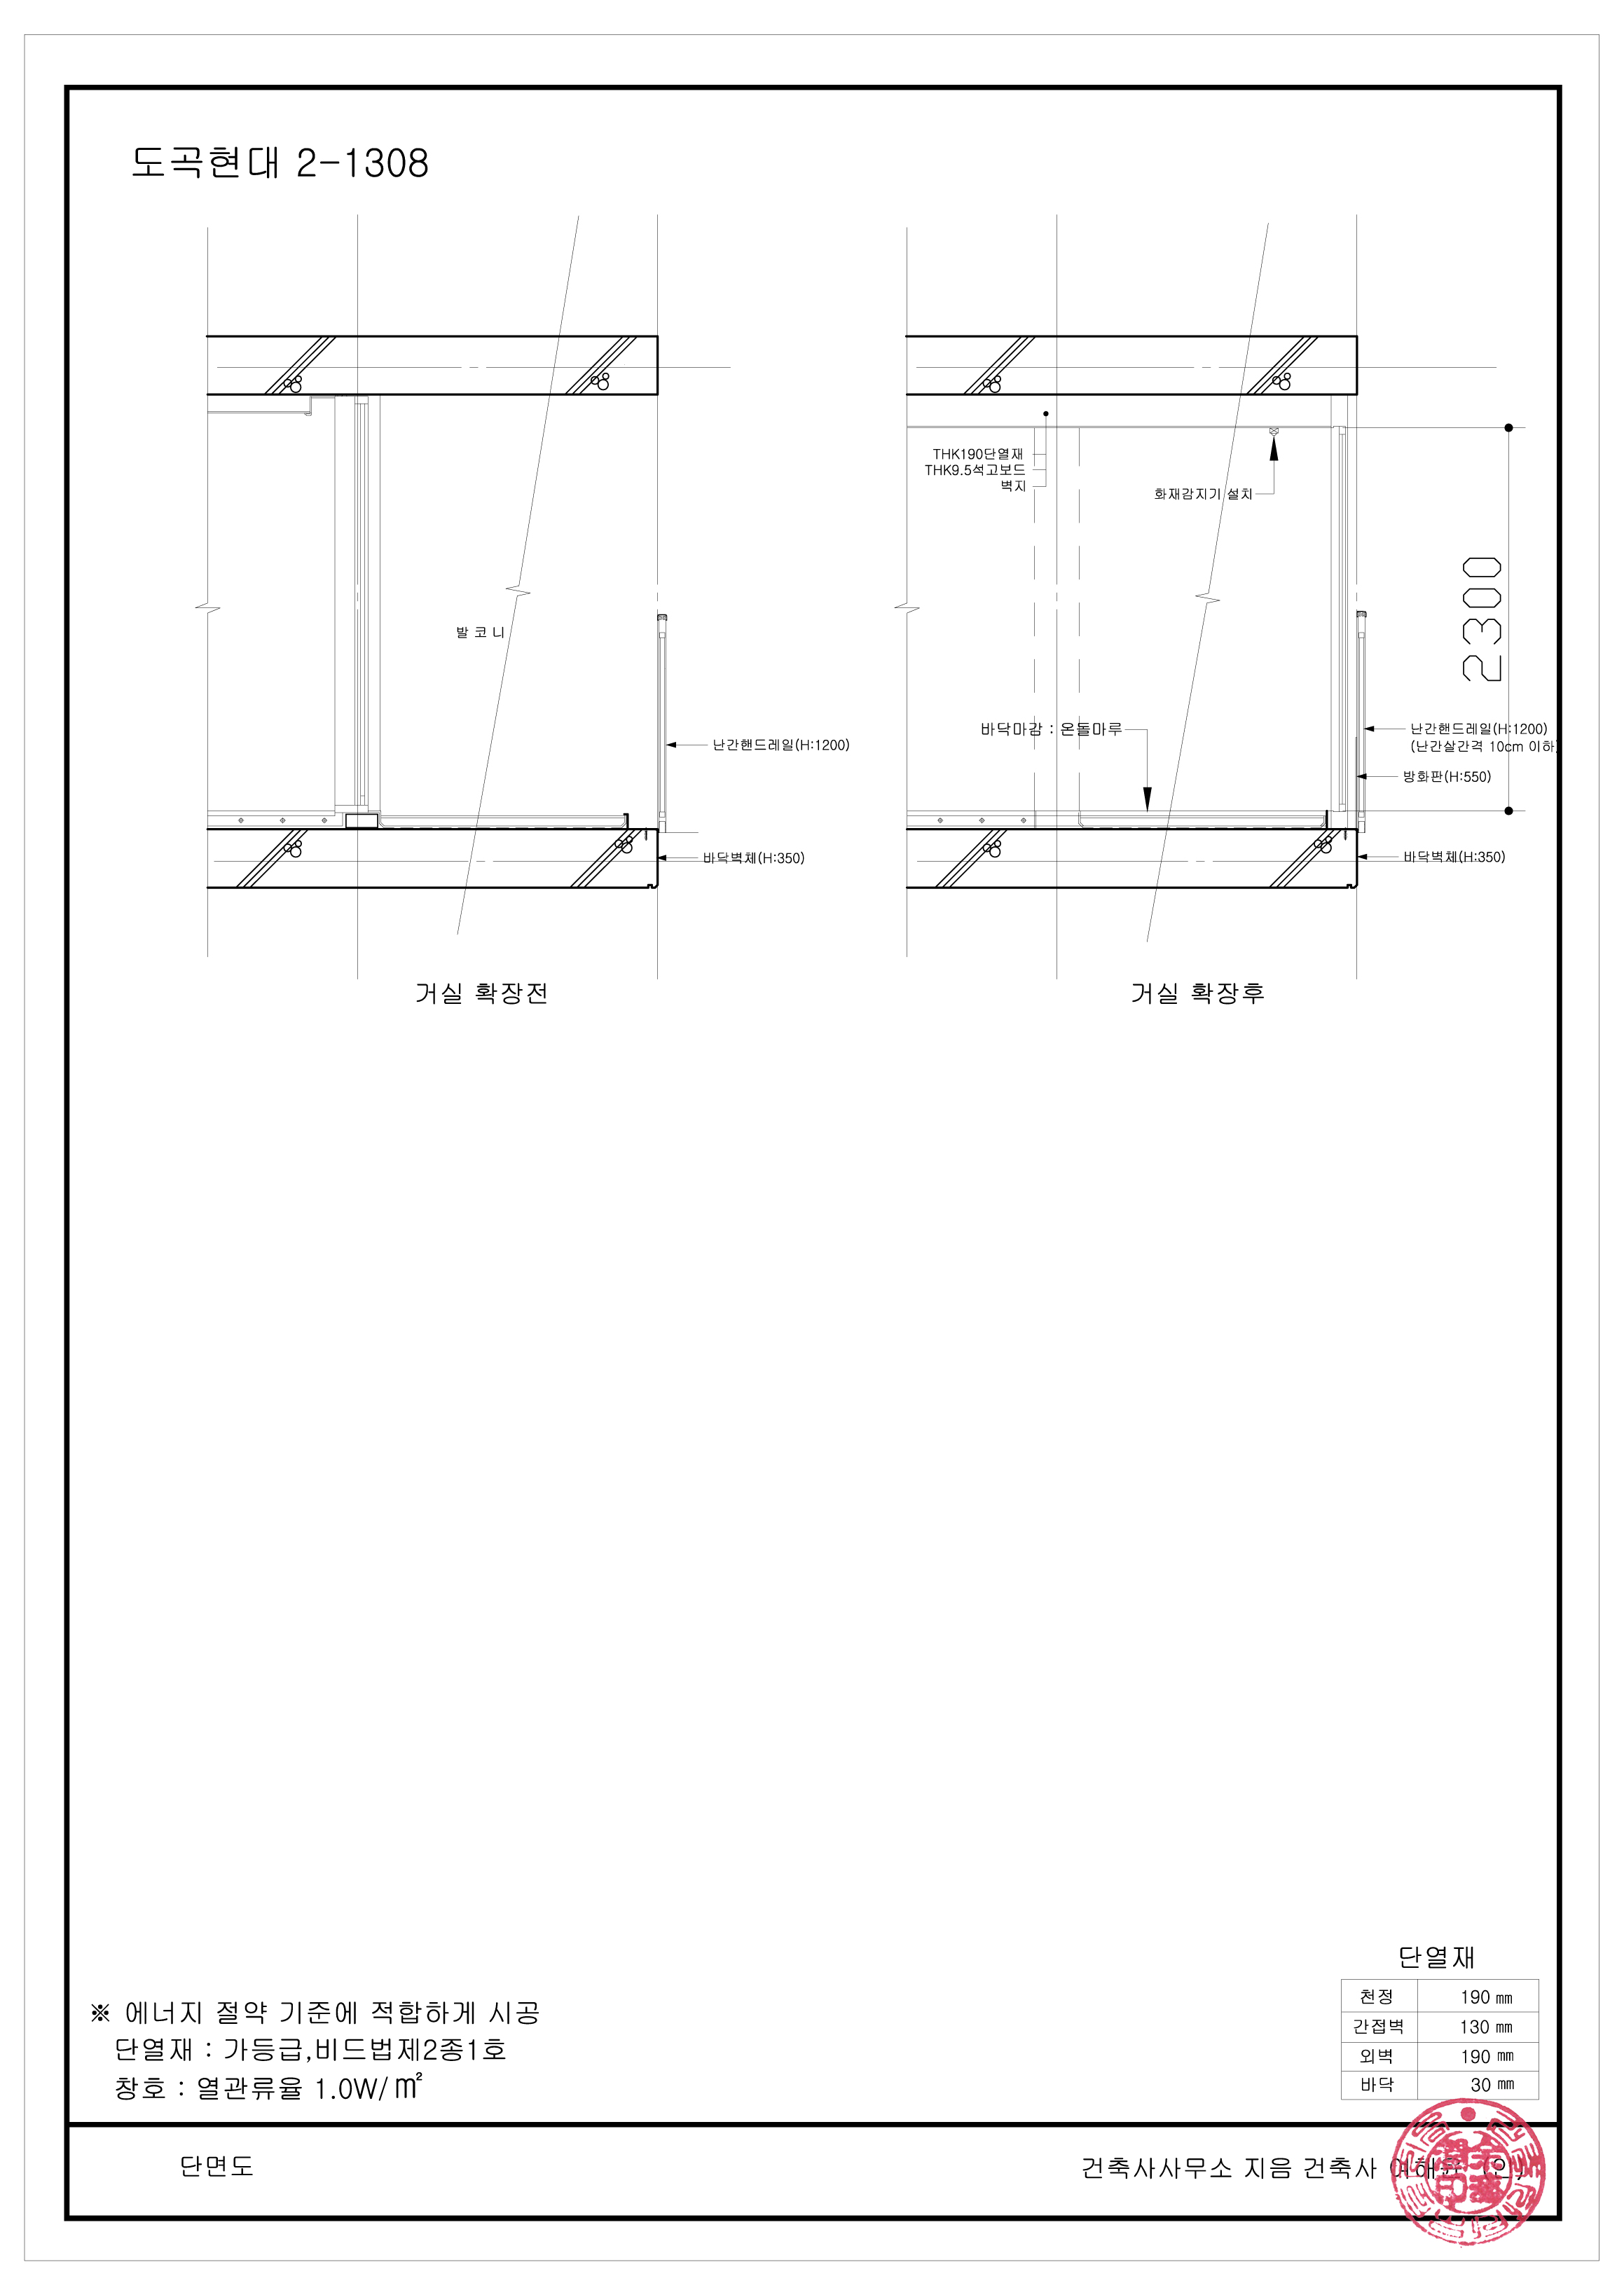 도곡현대 2-1308
THK190단열재
THK9.5석고보드
벽지
화재감지기 설치
2300
발 코 니
난간핸드레일(H:1200)
바닥마감 : 온돌마루
난간핸드레일(H:1200)
(난간살간격 10cm 이하)
방화판(H:550)
바닥벽체(H:350)
바닥벽체(H:350)
거실 확장전
거실 확장후
단열재
천정 190 ㎜
간접벽 130 ㎜
외벽 190 ㎜
바닥 30 ㎜
※ 에너지 절약 기준에 적합하게 시공
단열재 : 가등급,비드법제2종1호
창호 : 열관류율 1.0W/㎡
단면도
건축사사무소 지음 건축사 (인)